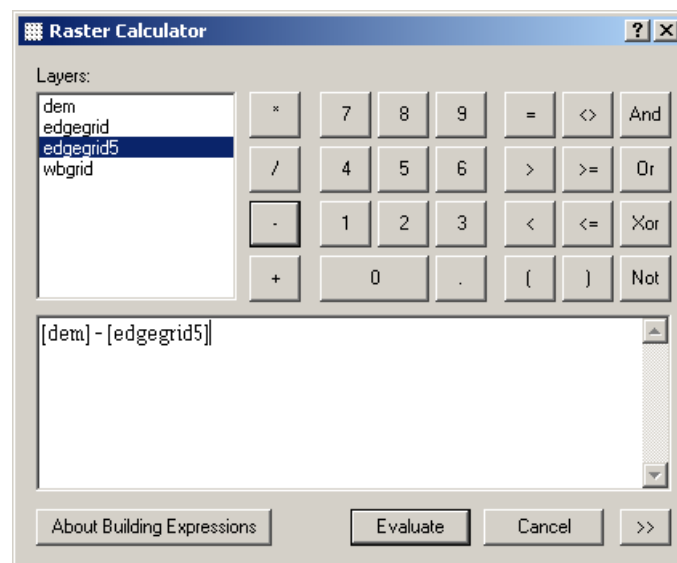 Raster Calculator ? ×
Layers:
dem
edgegrid
edgegrid5
wbgrid
* 7 8 9 = <> And
/ 4 5 6 > >= Or
- 1 2 3 < <= Xor
+ 0 . ( ) Not
[dem] - [edgegrid5]
About Building Expressions Evaluate Cancel >>